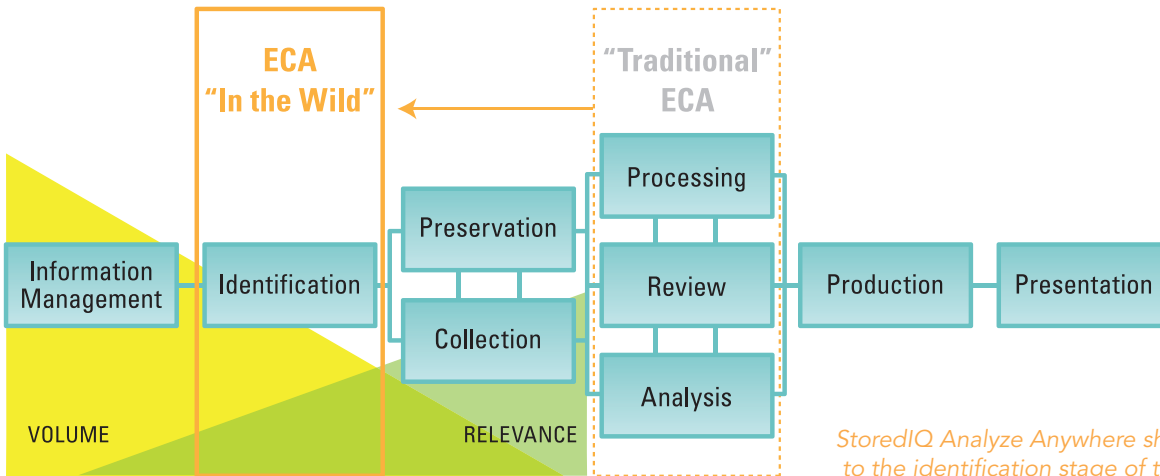 ECA
“In the Wild”
“Traditional”
ECA
Information
Management
Identification
Preservation
Collection
Processing
Review
Analysis
Production
Presentation
VOLUME
RELEVANCE
StoredIQ Analyze Anywhere
to the identification stage of